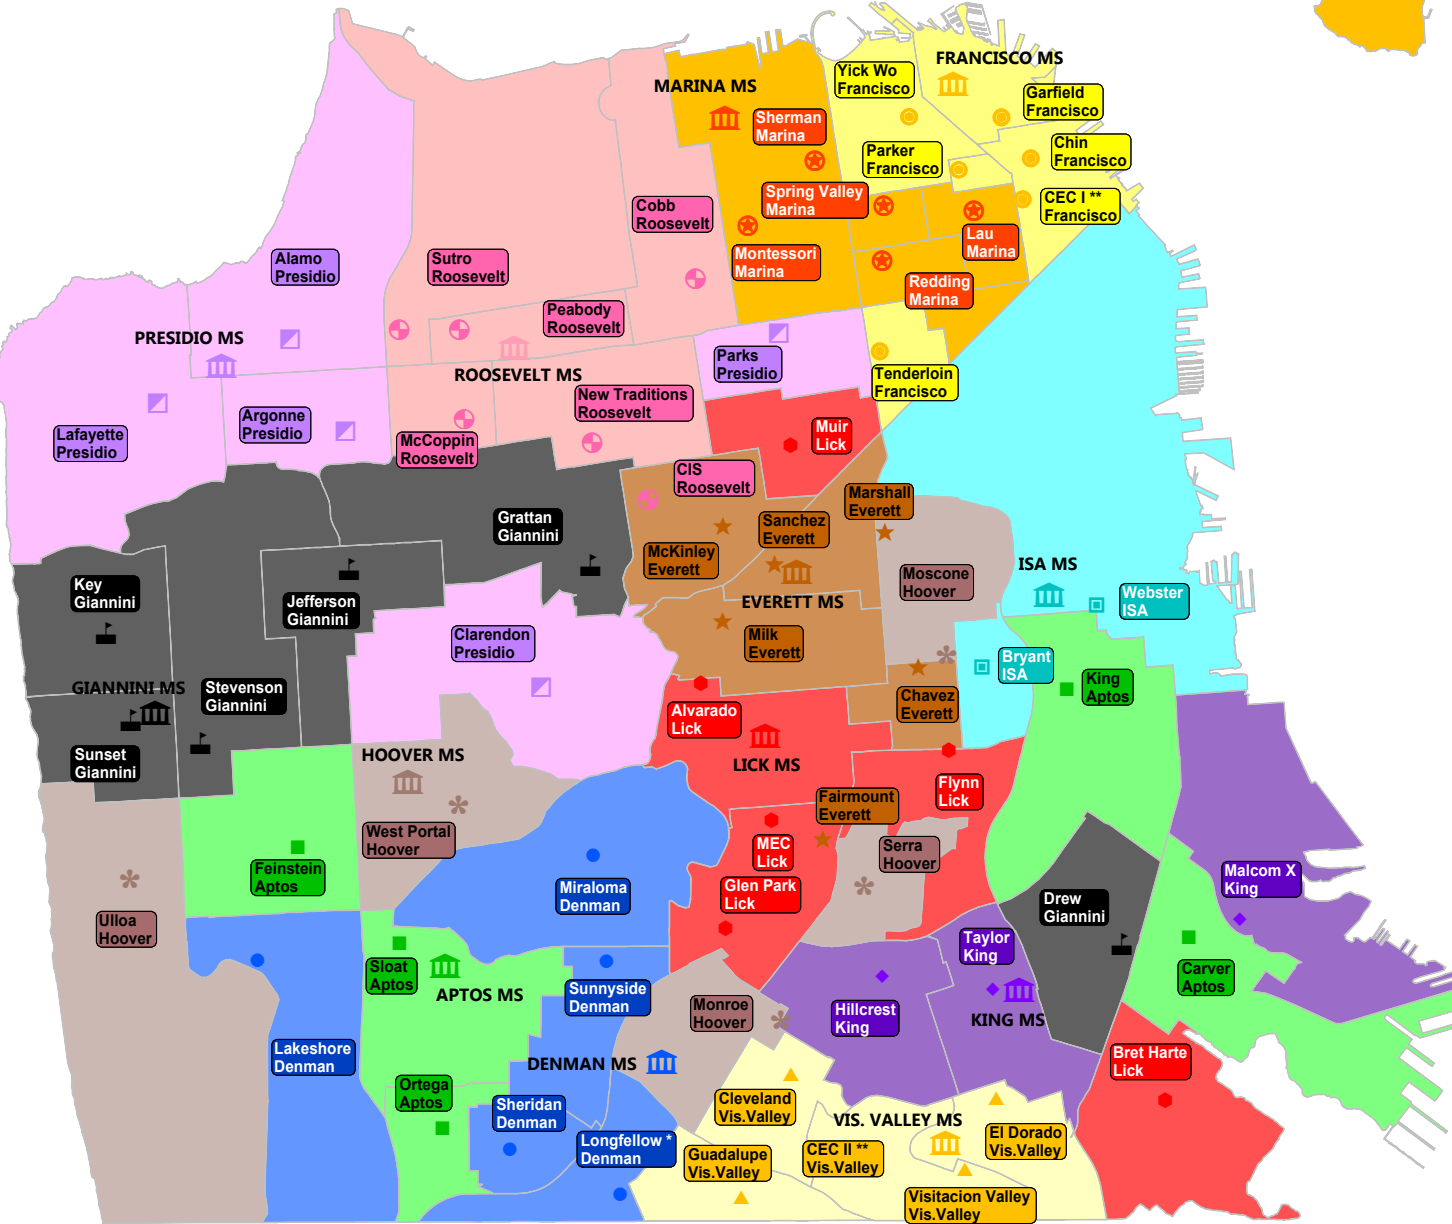 FRANCISCO MS
Yick Wo
Francisco
MARINA MS
Garfield
Francisco
Sherman
Marina
Chin
Francisco
Parker
Francisco
Spring Valley
Marina
CEC I **
Francisco
Cobb
Roosevelt
Lau
Marina
Montessori
Marina
Alamo
Presidio
Sutro
Roosevelt
Redding
Marina
Peabody
Roosevelt
PRESIDIO MS
Parks
Presidio
ROOSEVELT MS
Tenderloin
Francisco
New Traditions
Roosevelt
Argonne
Presidio
Lafayette
Presidio
McCoppin
Roosevelt
Muir
Lick
CIS
Roosevelt
Marshall
Everett
Grattan
Giannini
Sanchez
Everett
McKinley
Everett
ISA MS
Moscone
Hoover
Key
Giannini
Jefferson
Giannini
Webster
ISA
EVERETT MS
Clarendon
Presidio
Milk
Everett
Bryant
ISA
King
Aptos
GIANNINI MS
Stevenson
Giannini
Chavez
Everett
Alvarado
Lick
Sunset
Giannini
HOOVER MS
LICK MS
Flynn
Lick
Fairmount
Everett
West Portal
Hoover
MEC
Lick
Serra
Hoover
Feinstein
Aptos
Malcom X
King
Miraloma
Denman
Glen Park
Lick
Drew
Giannini
Ulloa
Hoover
Taylor
King
Sloat
Aptos
Carver
Aptos
APTOS MS
Sunnyside
Denman
Monroe
Hoover
Hillcrest
King
KING MS
Lakeshore
Denman
DENMAN MS
Bret Harte
Lick
Ortega
Aptos
Cleveland
Vis.Valley
Sheridan
Denman
VIS. VALLEY MS
El Dorado
Vis.Valley
Longfellow *
Denman
Guadalupe
Vis.Valley
CEC II **
Vis.Valley
Visitacion Valley
Vis.Valley